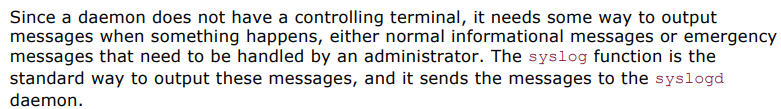 Since a daemon does not have a controlling terminal, it needs some way to output
messages when something happens, either normal informational messages or emergency
messages that need to be handled by an administrator. The syslog function is the
standard way to output these messages, and it sends the messages to the syslogd
daemon.